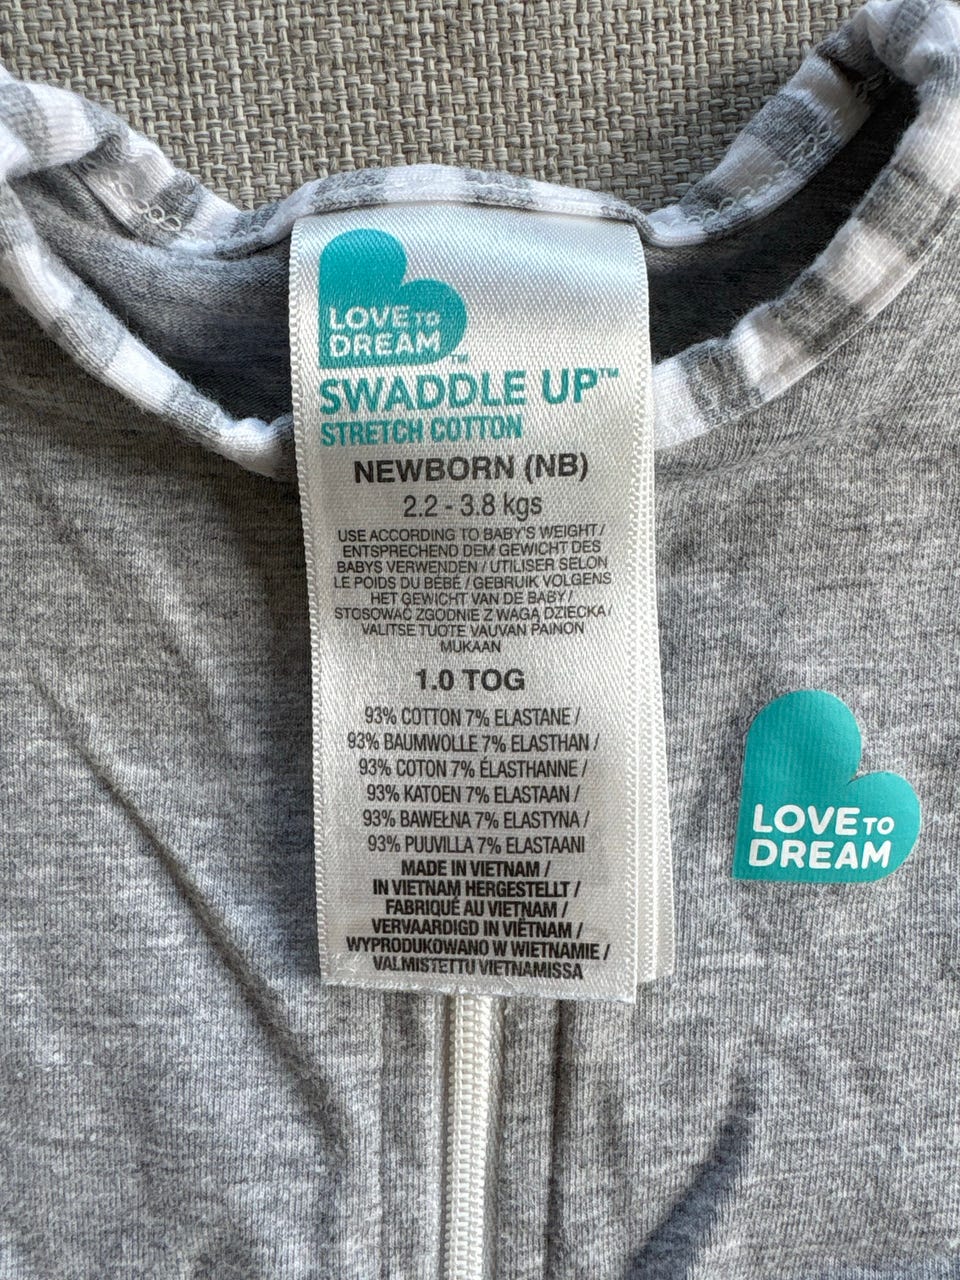 LOVE TO
DREAM™
SWADDLE UP™
STRETCH COTTON
NEWBORN (NB)
2.2 - 3.8 kgs
USE ACCORDING TO BABY'S WEIGHT /
ENTSPRECHEND DEM GEWICHT DES
BABYS VERWENDEN / UTILISER SELON
LE POIDS DU BÉBÉ / GEBRUIK VOLGENS
HET GEWICHT VAN DE BABY /
STOSOWAĆ ZGODNIE Z WAGĄ DZIECKA /
VALITSE TUOTE VAUVAN PAINON
MUKAAN
1.0 TOG
93% COTTON 7% ELASTANE /
93% BAUMWOLLE 7% ELASTHAN /
93% COTON 7% ÉLASTHANNE /
93% KATOEN 7% ELASTAAN /
93% BAWEŁNA 7% ELASTYNA /
93% PUUVILLA 7% ELASTAANI
MADE IN VIETNAM /
IN VIETNAM HERGESTELLT /
FABRIQUÉ AU VIETNAM /
VERVAARDIGD IN VIËTNAM /
WYPRODUKOWANO W WIETNAMIE /
VALMISTETTU VIETNAMISSA
LOVE TO
DREAM